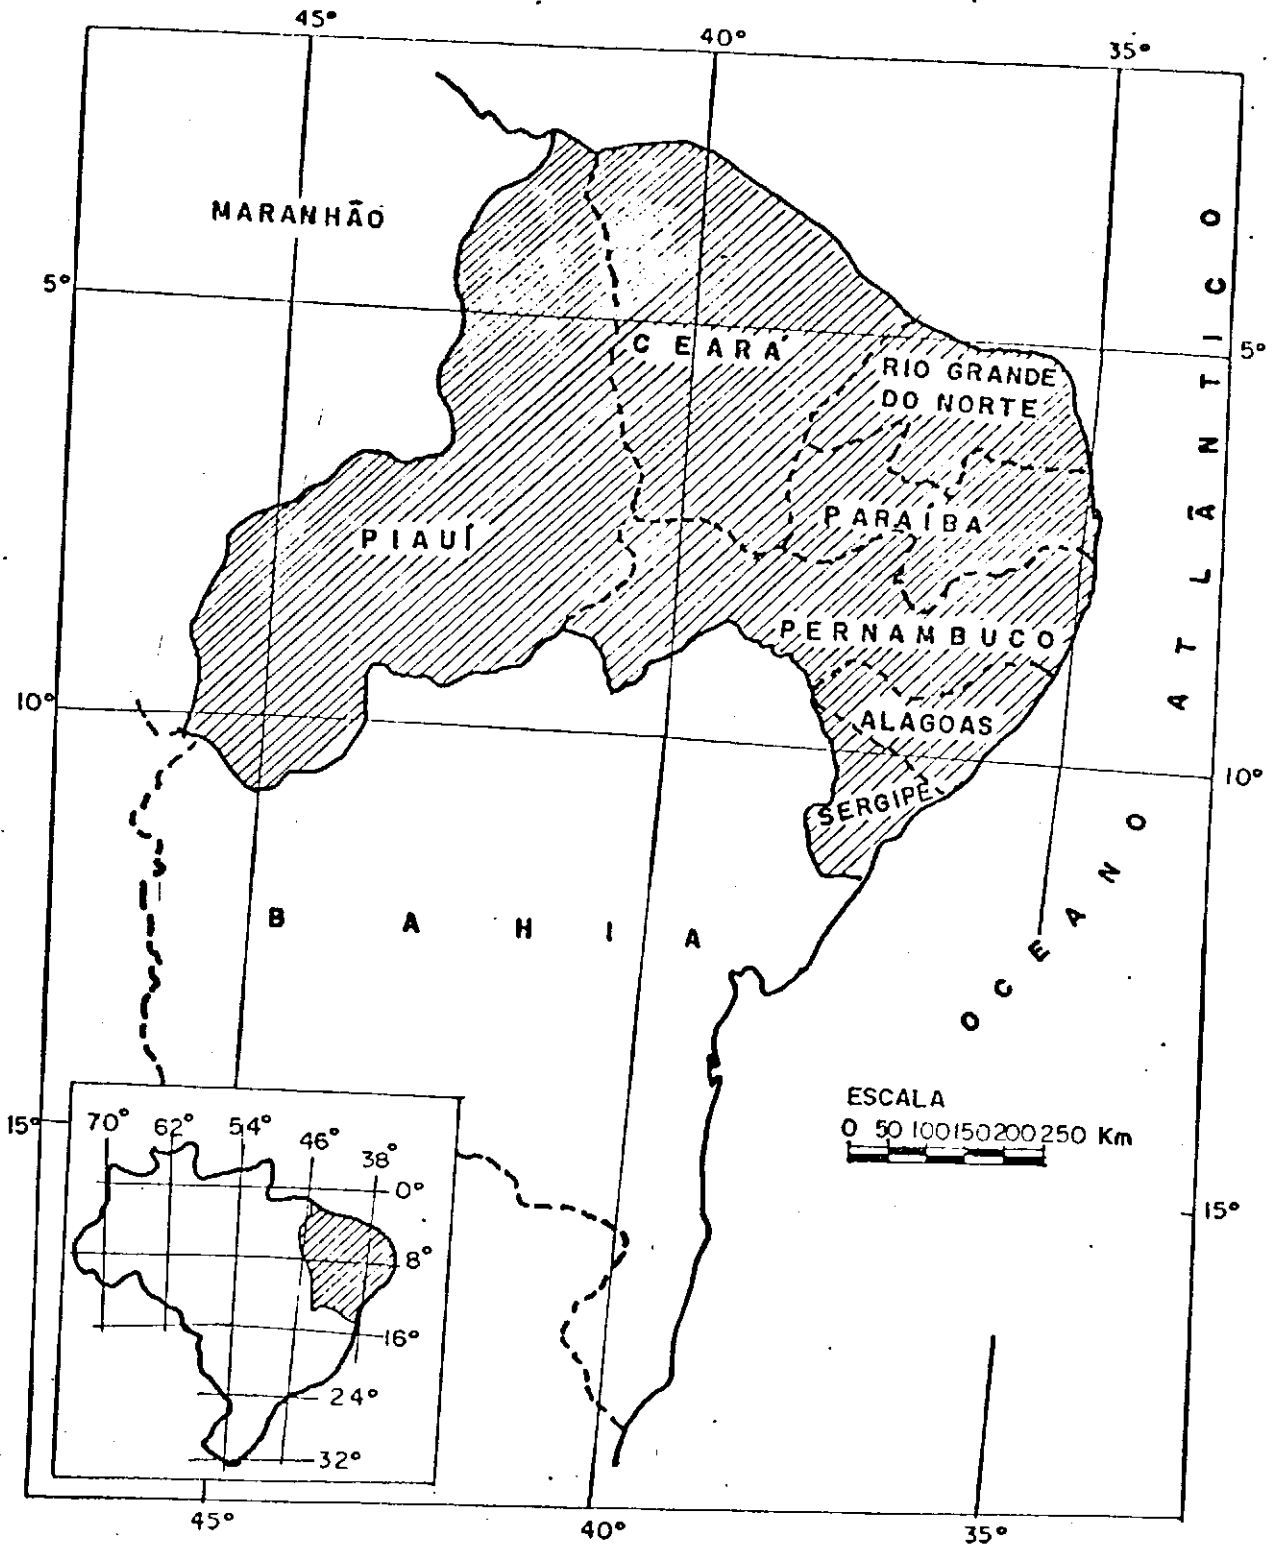 45°
40°
35°
MARANHÃO
5°
CEARÁ
5°
RIO GRANDE
DO NORTE
PIAUÍ
PARAÍBA
PERNAMBUCO
10°
ALAGOAS
10°
SERGIPE
BAHIA
OCEANO ATLÂNTICO
ESCALA
0 50 100 150 200 250 Km
15°
70° 62° 54° 46° 38°
0°
8°
16°
24°
32°
15°
45°
40°
35°